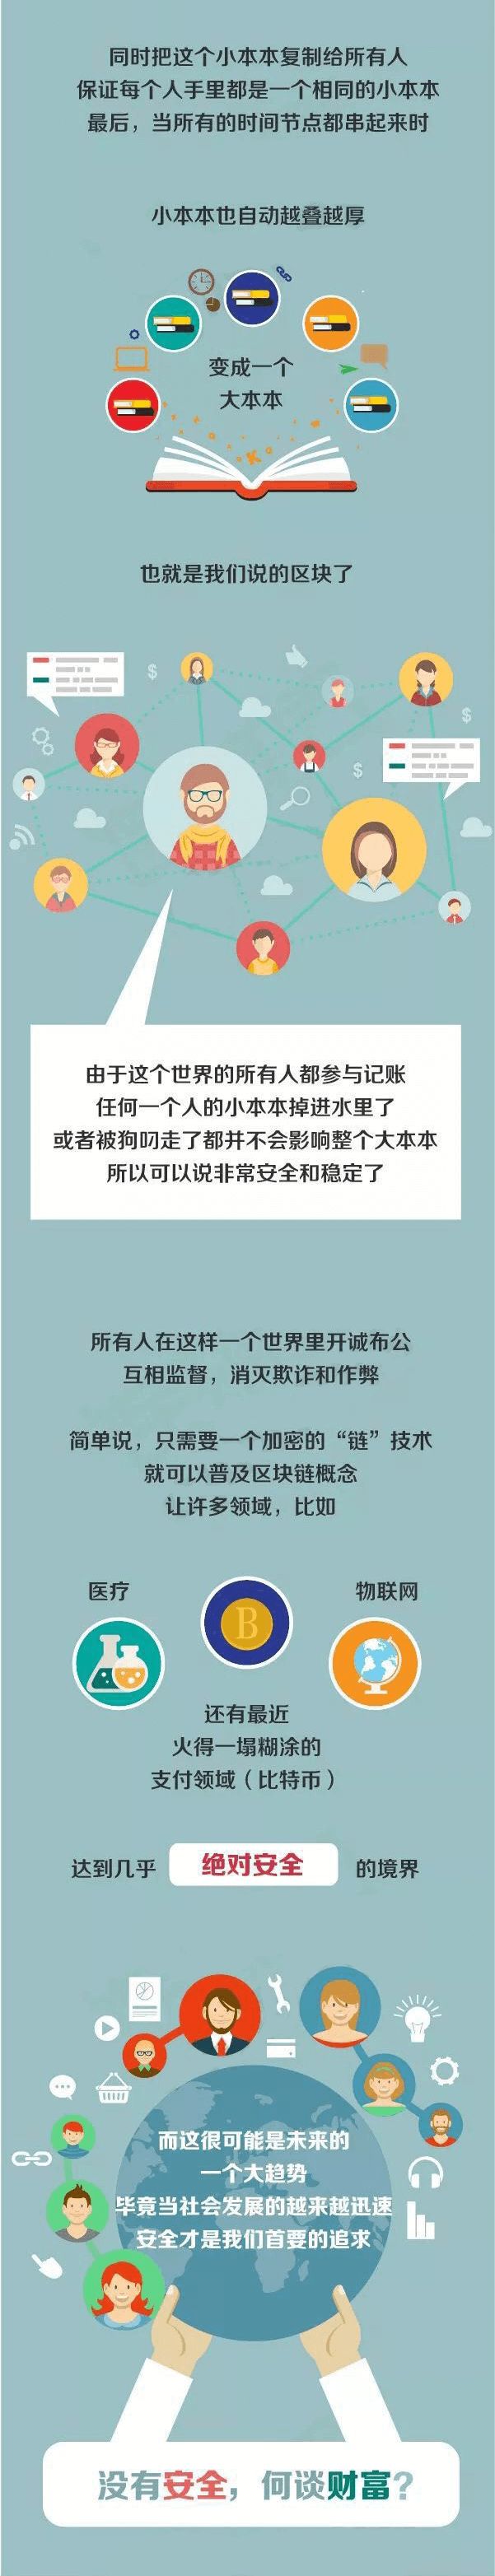 同时把这个小本本复制给所有人
保证每个人手里都是一个相同的小本本
最后，当所有的时间节点都串起来时
小本本也自动越叠越厚
变成一个
大本本
也就是我们说的区块了
$
$
$
由于这个世界的所有人都参与记账
任何一个人的小本本掉进水里了
或者被狗叼走了都并不会影响整个大本本
所以可以说非常安全和稳定了
所有人在这样一个世界里开诚布公
互相监督，消灭欺诈和作弊
简单说，只需要一个加密的“链”技术
就可以普及区块链概念
让许多领域，比如
医疗
物联网
B
还有最近
火得一塌糊涂的
支付领域（比特币）
达到几乎 绝对安全 的境界
而这很可能是未来的
一个大趋势
毕竟当社会发展的越来越迅速
安全才是我们首要的追求
没有安全，何谈财富？